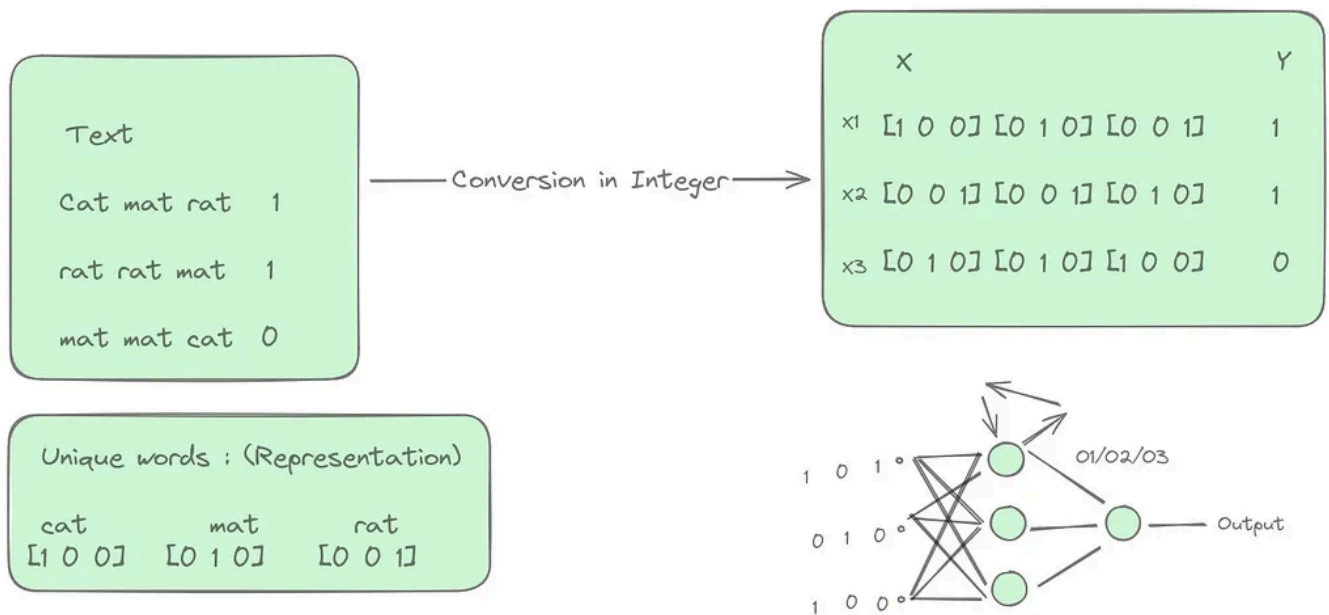 Text
Cat mat rat 1
rat rat mat 1
mat mat cat 0
Conversion in Integer
X Y
x1 [1 0 0] [0 1 0] [0 0 1] 1
x2 [0 0 1] [0 0 1] [0 1 0] 1
x3 [0 1 0] [0 1 0] [1 0 0] 0
Unique words : (Representation)
cat mat rat
[1 0 0] [0 1 0] [0 0 1]
1 0 1
0 1 0
1 0 0
01/02/03
Output